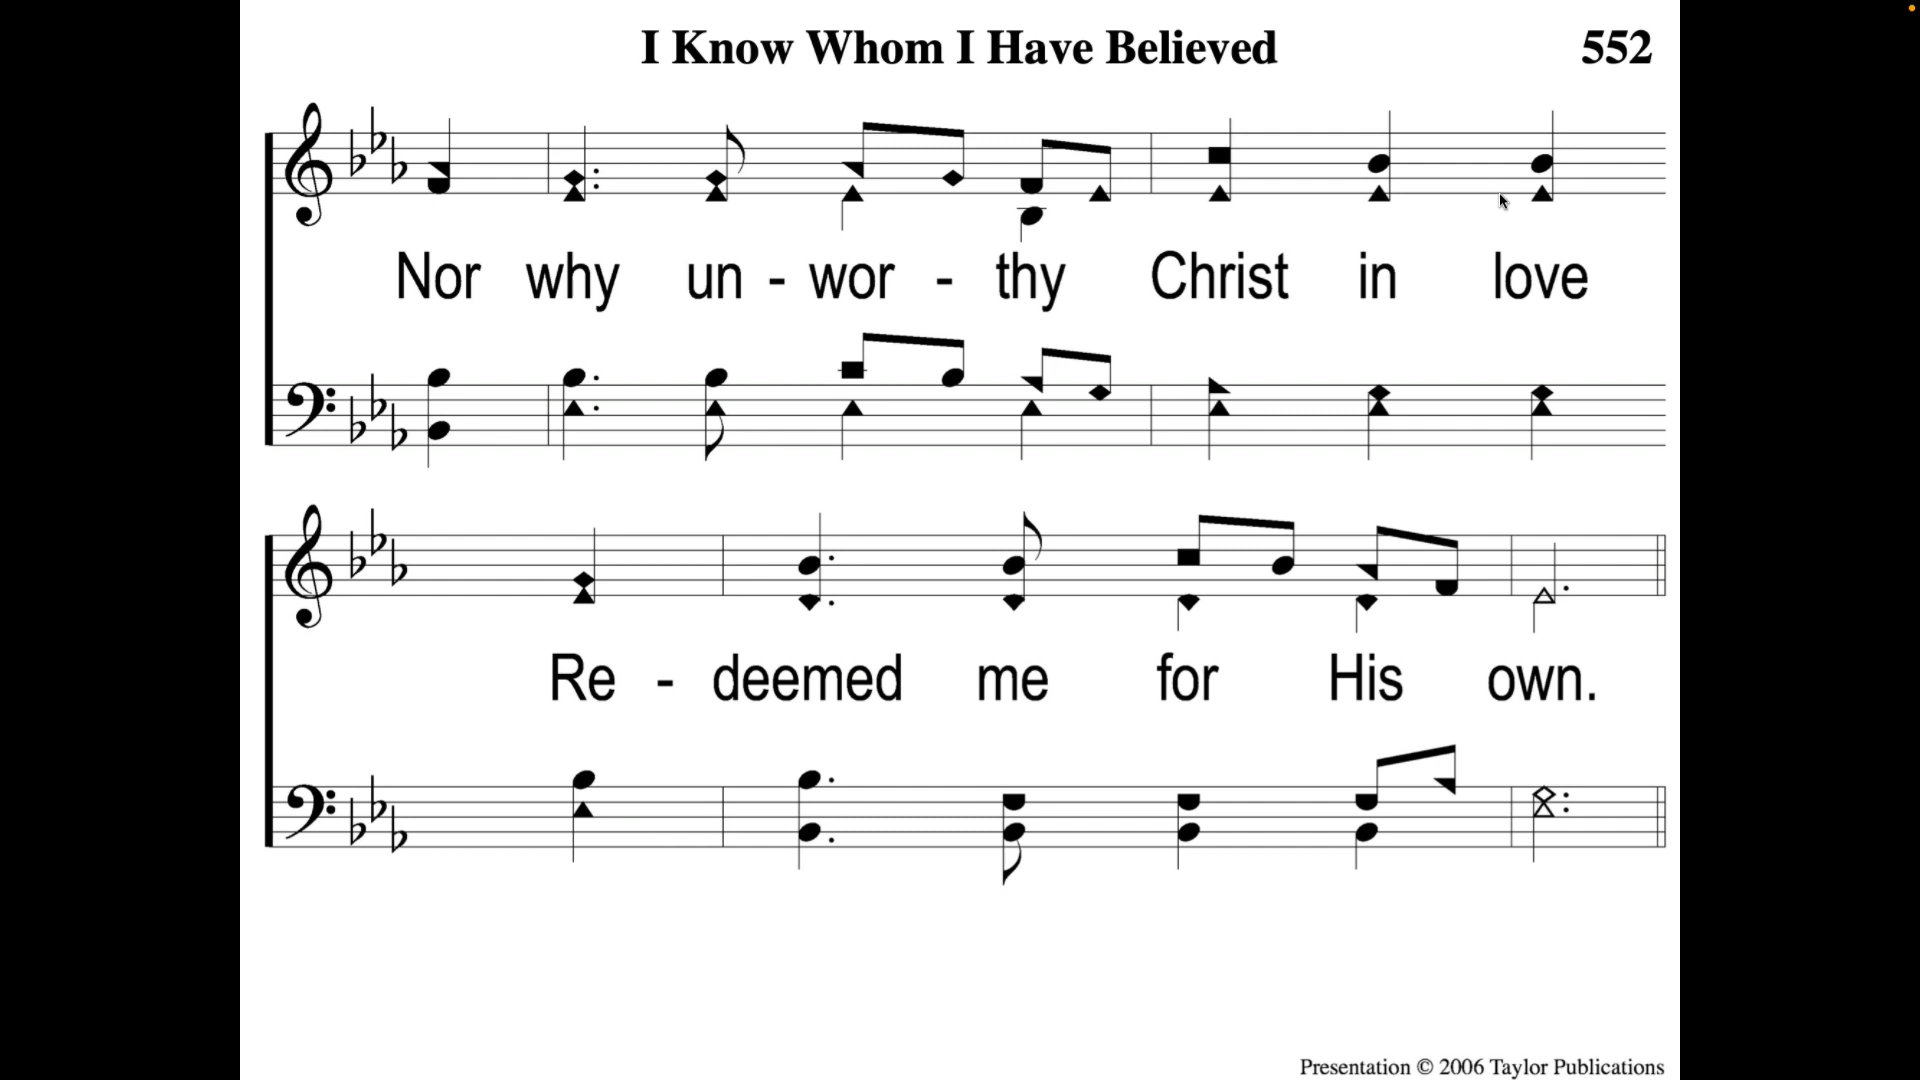 I Know Whom I Have Believed 552
Nor why un - wor - thy Christ in love
Re - deemed me for His own.
Presentation © 2006 Taylor Publications